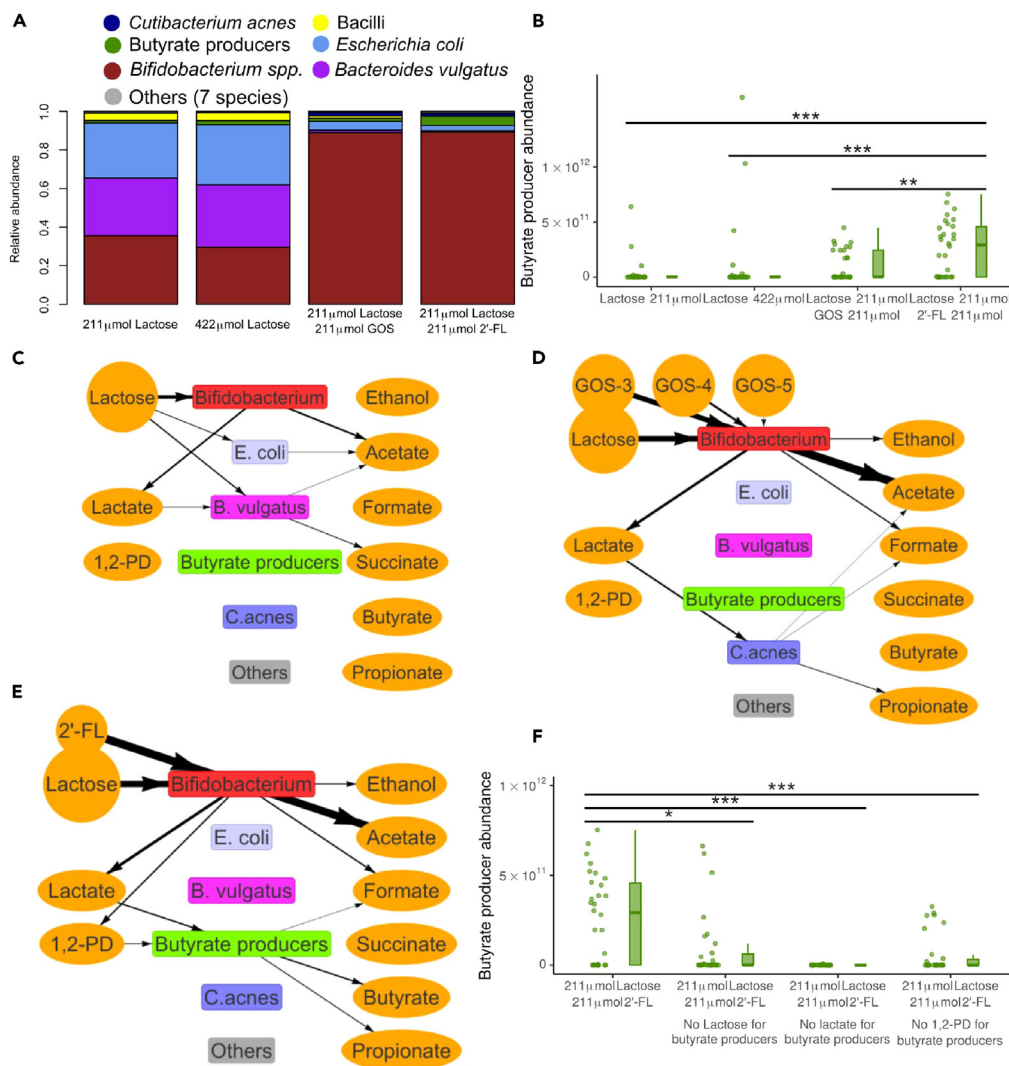 A
Cutibacterium acnes
Bacilli
Butyrate producers
Escherichia coli
Bifidobacterium spp.
Bacteroides vulgatus
Others (7 species)
Relative abundance
1.0
0.8
0.6
0.4
0.2
0.0
211μmol Lactose
422μmol Lactose
211μmol Lactose
211μmol GOS
211μmol Lactose
211μmol 2'-FL
B
Butyrate producer abundance
1×10¹²
5×10¹¹
0
***
***
**
Lactose 211μmol
Lactose 422μmol
Lactose 211μmol
GOS 211μmol
Lactose 211μmol
2'-FL 211μmol
C
Lactose
Bifidobacterium
Ethanol
E. coli
Acetate
Lactate
B. vulgatus
Formate
1,2-PD
Butyrate producers
Succinate
C.acnes
Butyrate
Others
Propionate
D
GOS-3
GOS-4
GOS-5
Lactose
Bifidobacterium
Ethanol
E. coli
Acetate
Lactate
B. vulgatus
Formate
1,2-PD
Butyrate producers
Succinate
C.acnes
Butyrate
Others
Propionate
E
2'-FL
Lactose
Bifidobacterium
Ethanol
E. coli
Acetate
Lactate
B. vulgatus
Formate
1,2-PD
Butyrate producers
Succinate
C.acnes
Butyrate
Others
Propionate
F
Butyrate producer abundance
1×10¹²
5×10¹¹
0
***
***
*
211μmol Lactose
211μmol 2'-FL
211μmol Lactose
211μmol 2'-FL
No Lactose for
butyrate producers
211μmol Lactose
211μmol 2'-FL
No lactate for
butyrate producers
211μmol Lactose
211μmol 2'-FL
No 1,2-PD for
butyrate producers